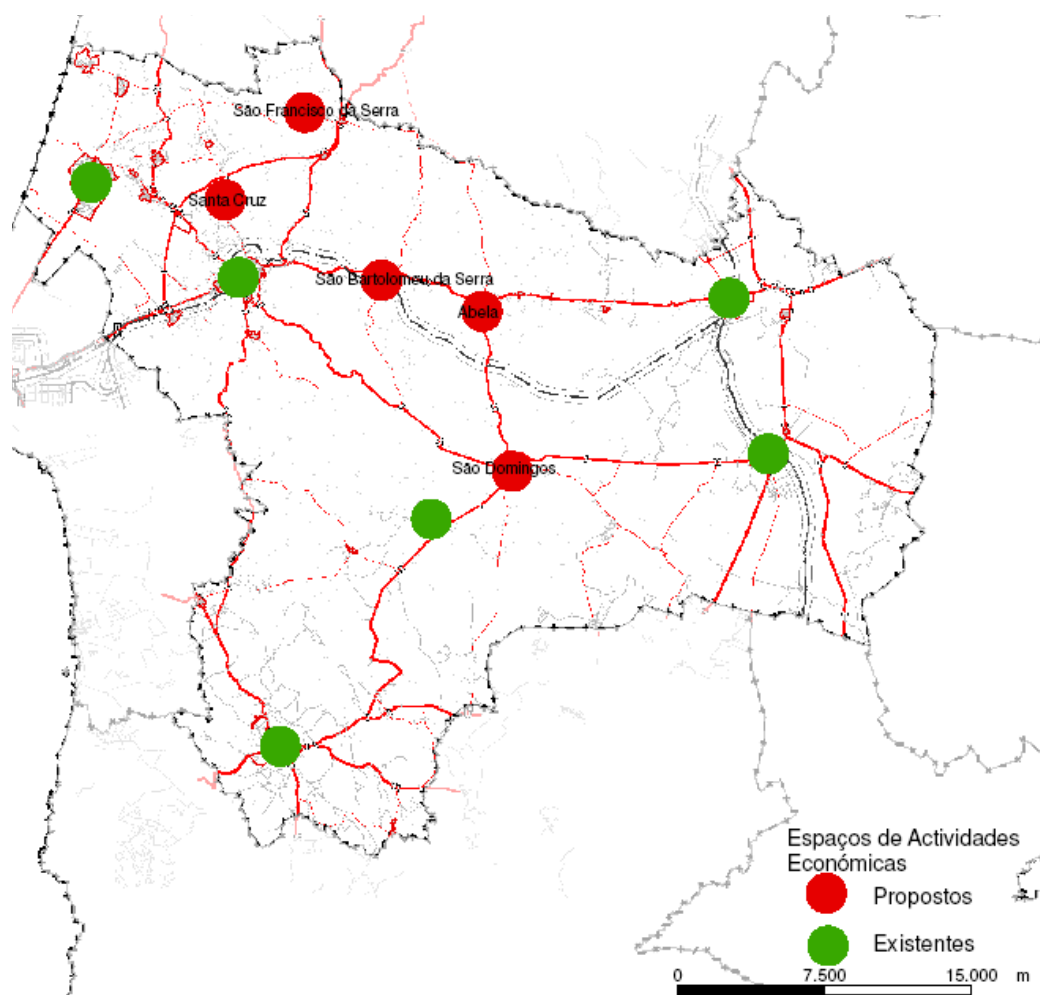 São Francisco da Serra
Santa Cruz
São Bartolomeu da Serra
Abela
São Domingos
Espaços de Actividades
Económicas
Propostos
Existentes
0 7.500 15.000 m